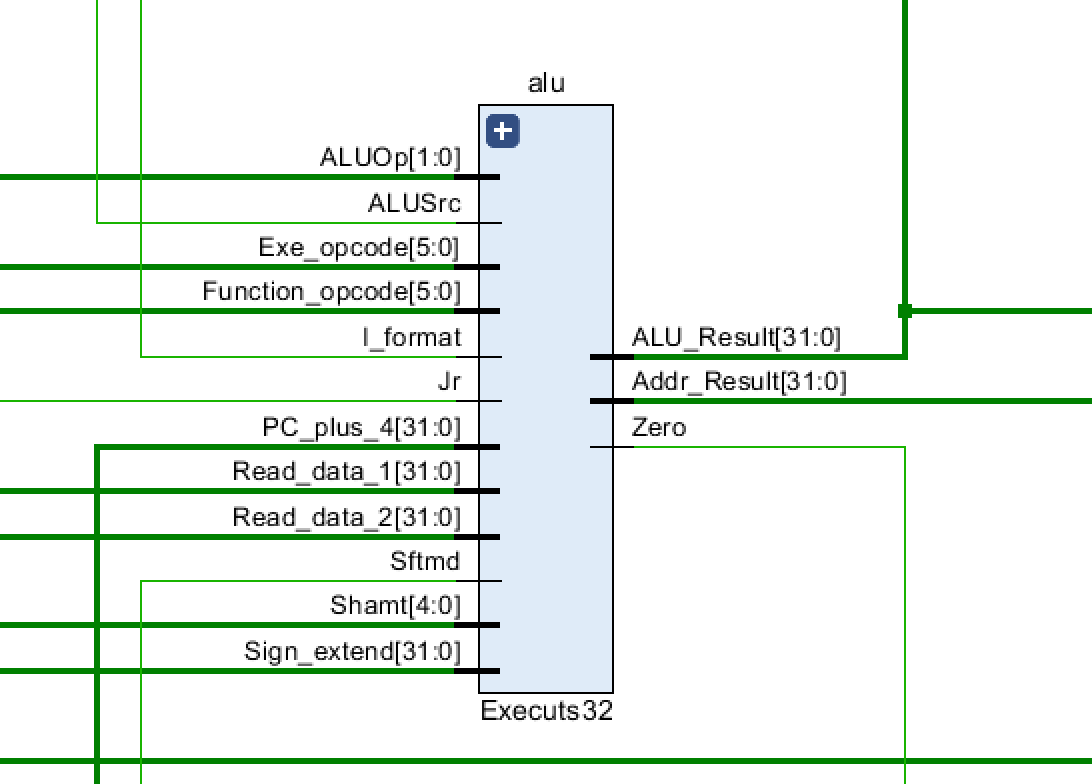 alu
ALUOp[1:0]
ALUSrc
Exe_opcode[5:0]
Function_opcode[5:0]
I_format
Jr
PC_plus_4[31:0]
Read_data_1[31:0]
Read_data_2[31:0]
Sftmd
Shamt[4:0]
Sign_extend[31:0]
ALU_Result[31:0]
Addr_Result[31:0]
Zero
Executs32